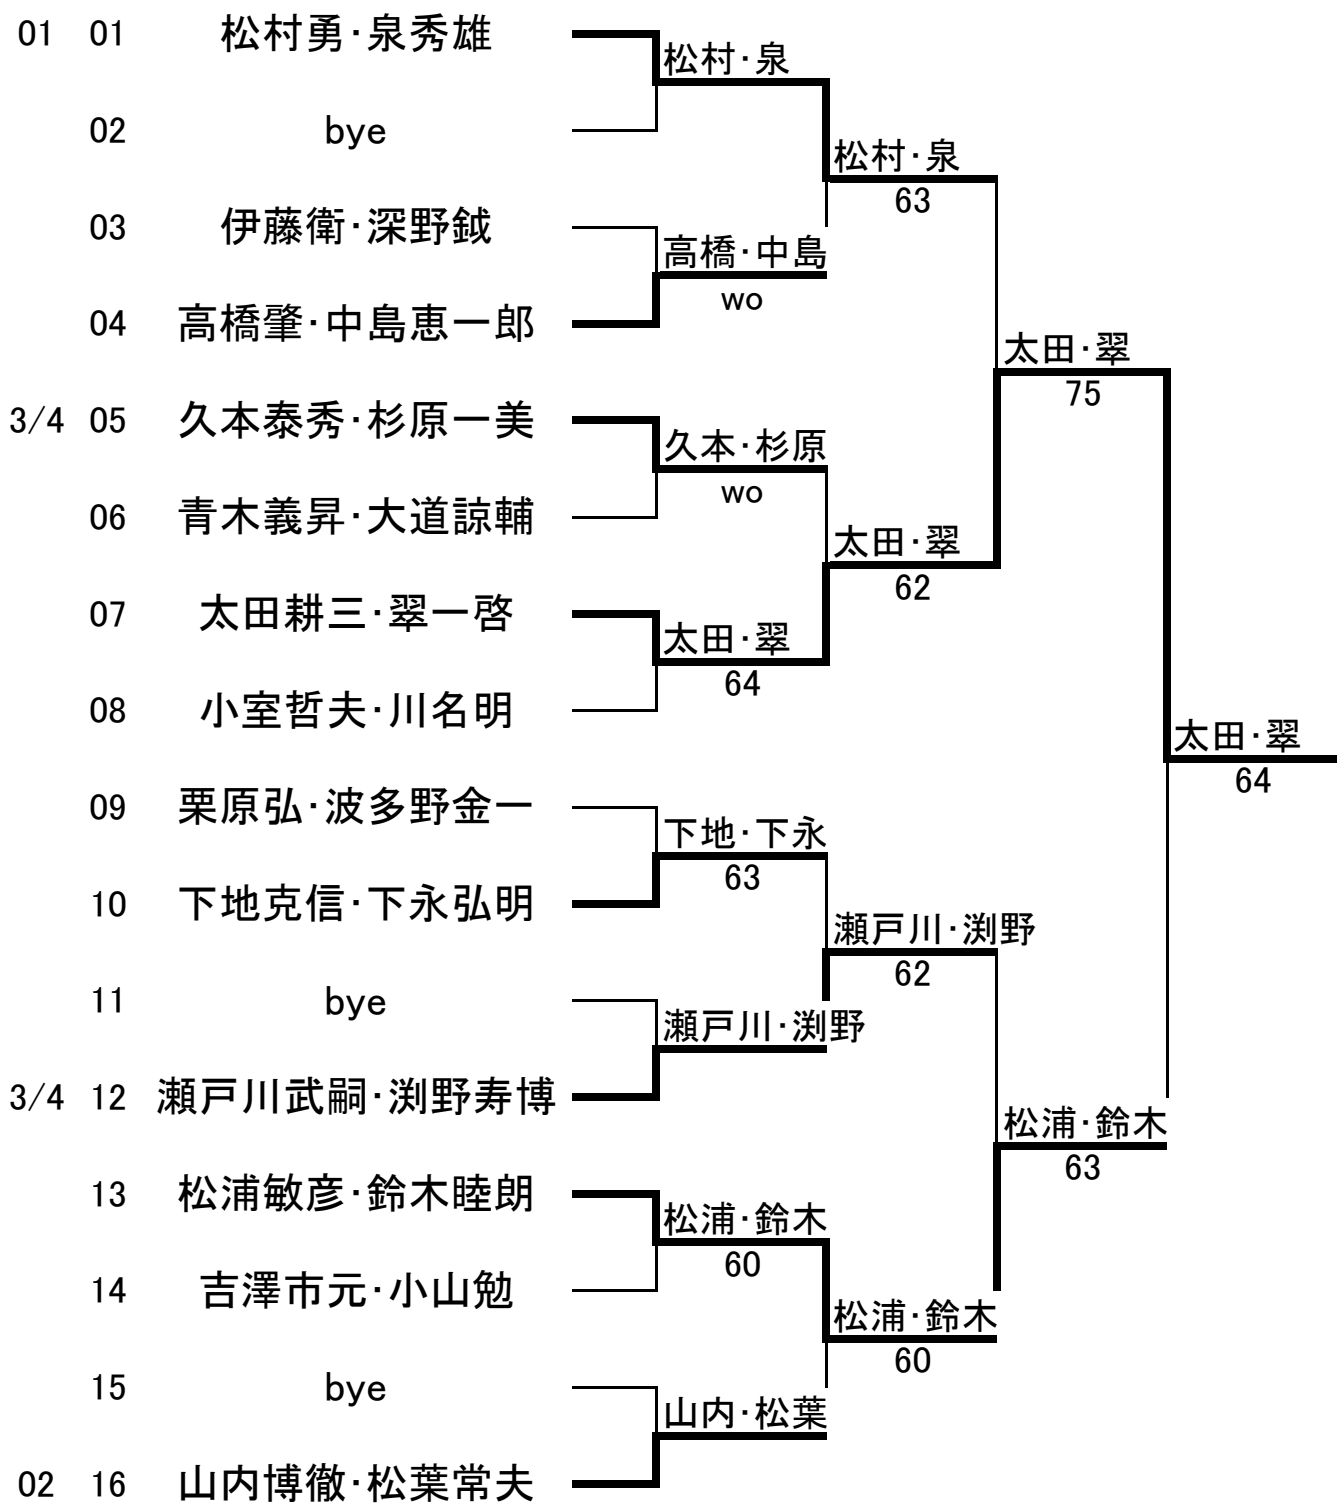 01 01 松村勇・泉秀雄
松村・泉
02 bye
松村・泉
63
03 伊藤衛・深野鉞
高橋・中島
wo
04 高橋肇・中島恵一郎
太田・翠
75
3/4 05 久本泰秀・杉原一美
久本・杉原
wo
06 青木義昇・大道諒輔
太田・翠
62
07 太田耕三・翠一啓
太田・翠
64
08 小室哲夫・川名明
太田・翠
64
09 栗原弘・波多野金一
下地・下永
63
10 下地克信・下永弘明
瀬戸川・渕野
62
11 bye
瀬戸川・渕野
3/4 12 瀬戸川武嗣・渕野寿博
松浦・鈴木
63
13 松浦敏彦・鈴木睦朗
松浦・鈴木
60
14 吉澤市元・小山勉
松浦・鈴木
60
15 bye
山内・松葉
02 16 山内博徹・松葉常夫